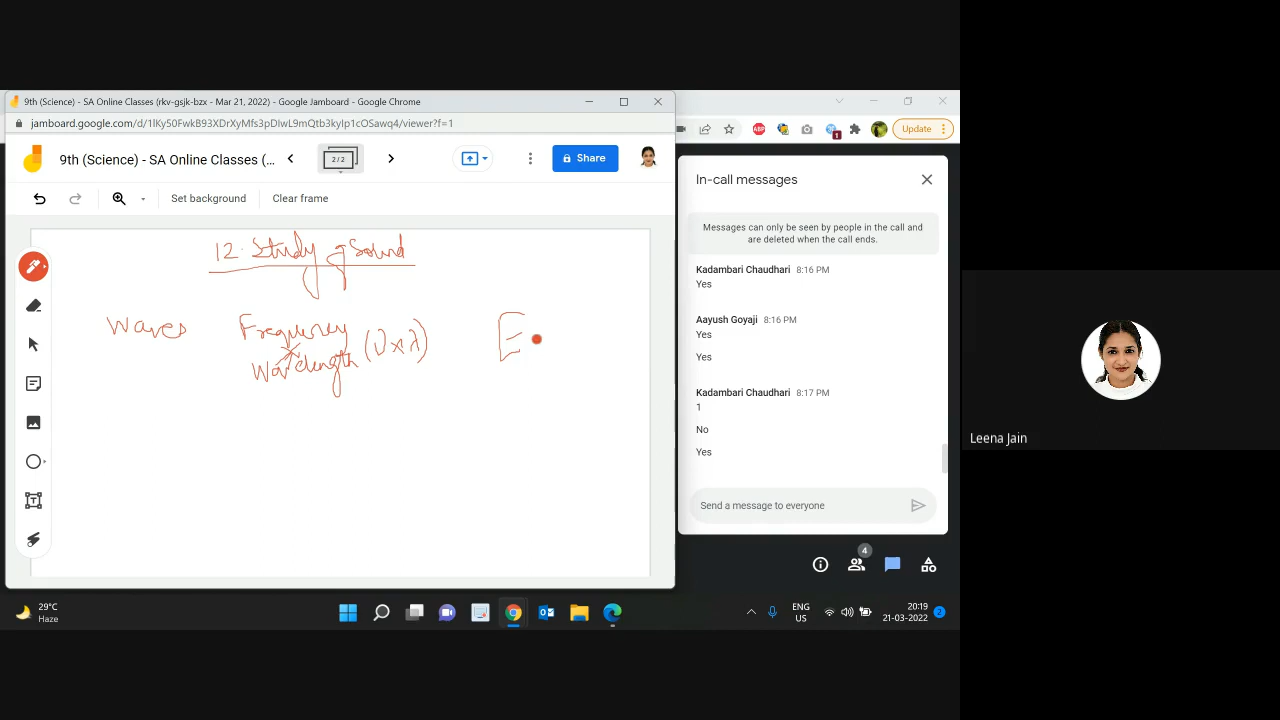 9th (Science) - SA Online Classes (rkv-gsjk-bzx - Mar 21, 2022) - Google Jamboard - Google Chrome
jamboard.google.com/d/1lKy50FwkB93XDrXyMfs3pDIwL9mQtb3kyIp1cOSawq4/viewer?f=1
Update
9th (Science) - SA Online Classes (...
2 / 2
Share
Set background
Clear frame
12. Study of Sound
Waves
Frequency
×
Wavelength
(υ×λ)
E
In-call messages
Messages can only be seen by people in the call and
are deleted when the call ends.
Kadambari Chaudhari 8:16 PM
Yes
Aayush Goyaji 8:16 PM
Yes
Yes
Kadambari Chaudhari 8:17 PM
1
No
Yes
Send a message to everyone
4
Leena Jain
29°C
Haze
ENG
US
20:19
21-03-2022
2